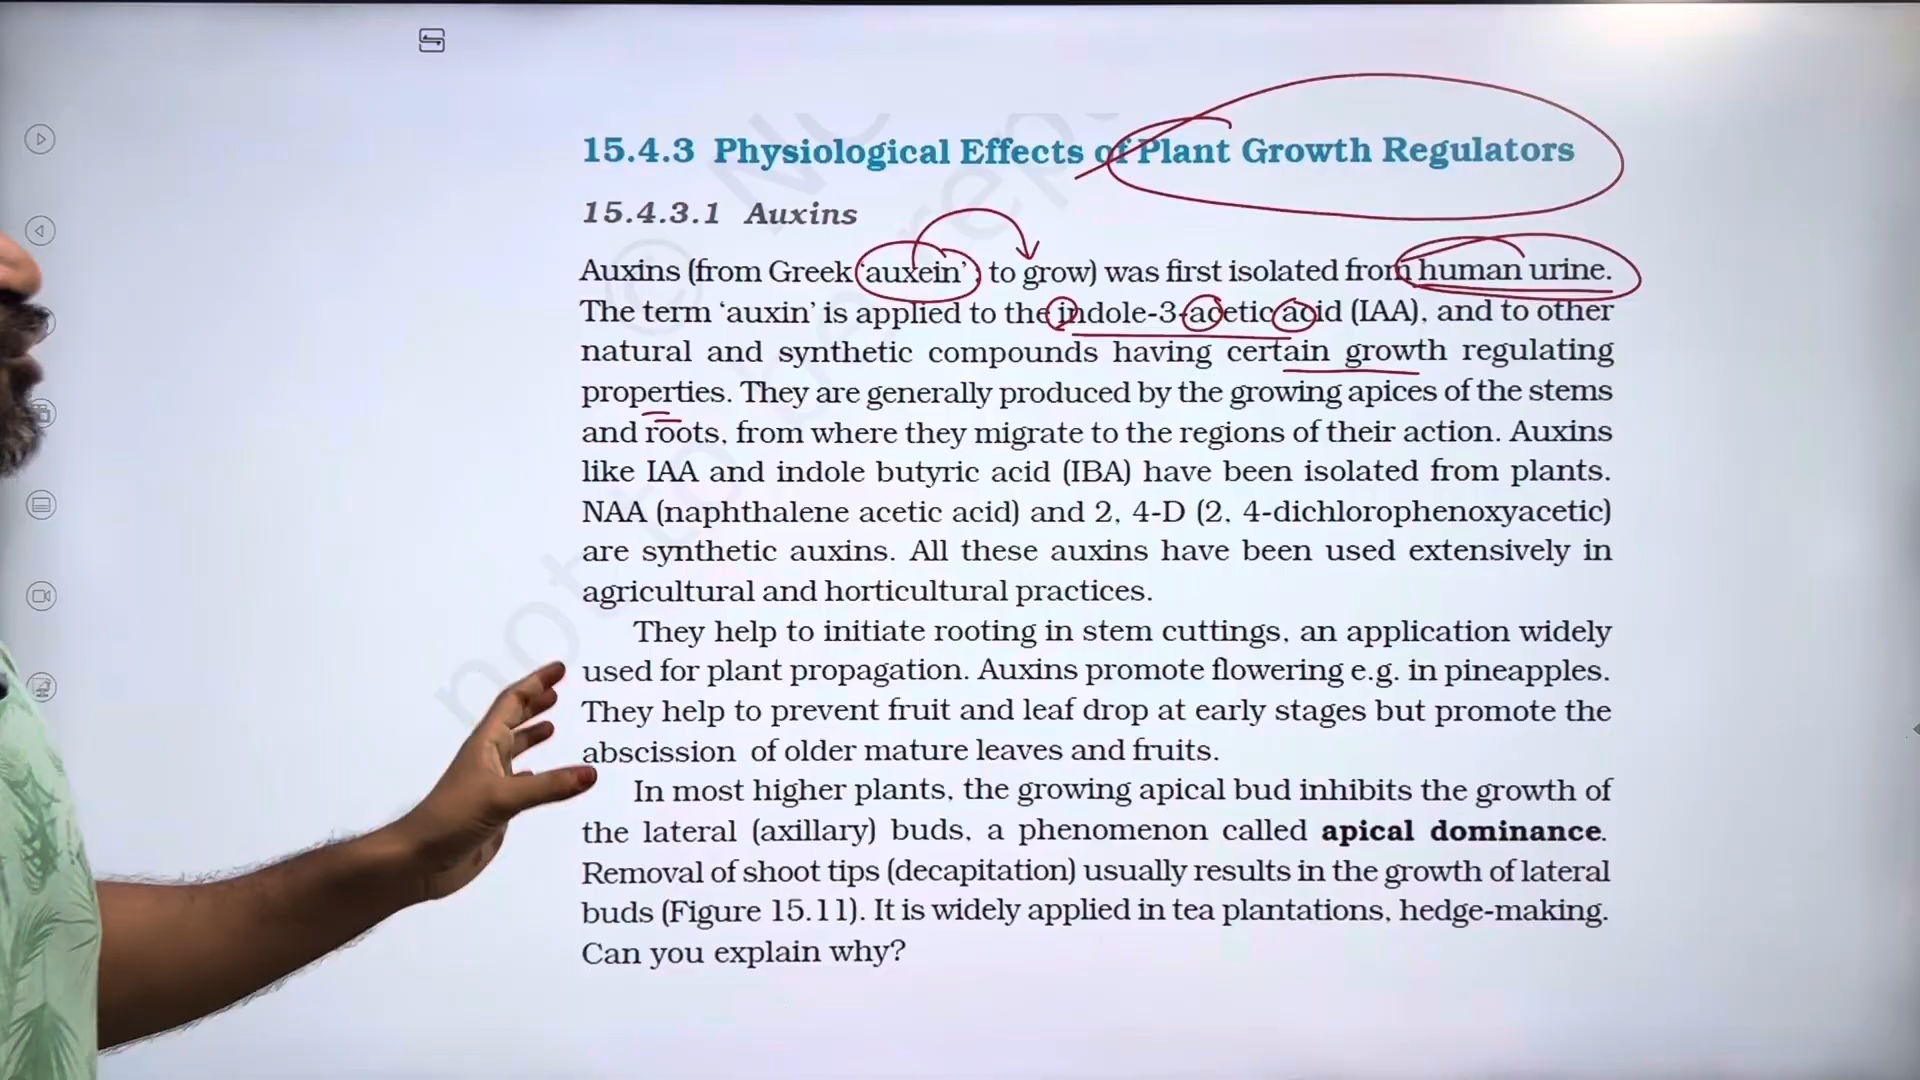 15.4.3 Physiological Effects of Plant Growth Regulators
15.4.3.1 Auxins
Auxins (from Greek ‘auxein’ : to grow) was first isolated from human urine.
The term ‘auxin’ is applied to the indole-3-acetic acid (IAA), and to other
natural and synthetic compounds having certain growth regulating
properties. They are generally produced by the growing apices of the stems
and roots, from where they migrate to the regions of their action. Auxins
like IAA and indole butyric acid (IBA) have been isolated from plants.
NAA (naphthalene acetic acid) and 2, 4-D (2, 4-dichlorophenoxyacetic)
are synthetic auxins. All these auxins have been used extensively in
agricultural and horticultural practices.
They help to initiate rooting in stem cuttings, an application widely
used for plant propagation. Auxins promote flowering e.g. in pineapples.
They help to prevent fruit and leaf drop at early stages but promote the
abscission of older mature leaves and fruits.
In most higher plants, the growing apical bud inhibits the growth of
the lateral (axillary) buds, a phenomenon called apical dominance.
Removal of shoot tips (decapitation) usually results in the growth of lateral
buds (Figure 15.11). It is widely applied in tea plantations, hedge-making.
Can you explain why?
© NC
not to be rep